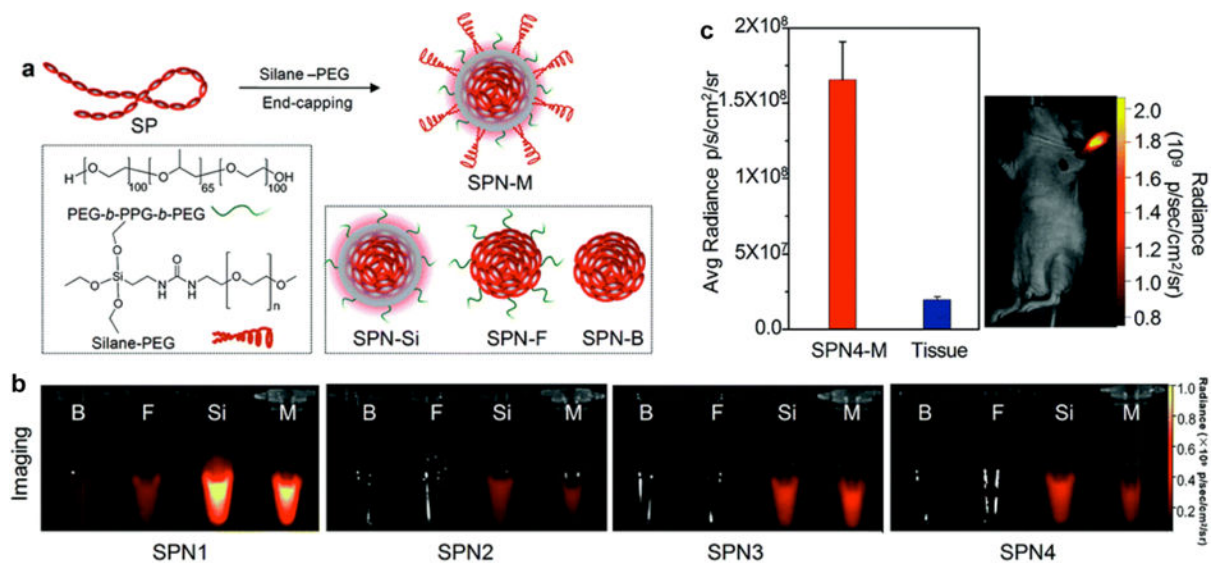 a
SP
Silane –PEG
End-capping
SPN-M
H
O
100
O
65
O
100
OH
PEG-b-PPG-b-PEG
O
O
Si
O
O
N
H
N
H
O
O
n
Silane-PEG
SPN-Si
SPN-F
SPN-B
c
Avg Radiance p/s/cm²/sr
2X10⁸
1.5X10⁸
1X10⁸
5X10⁷
0.0
SPN4-M
Tissue
2.0
1.8
1.6
1.4
1.2
1.0
0.8
Radiance
(10⁹ p/sec/cm²/sr)
b
Imaging
B F Si M
B F Si M
B F Si M
B F Si M
SPN1
SPN2
SPN3
SPN4
1.0
0.8
0.6
0.4
0.2